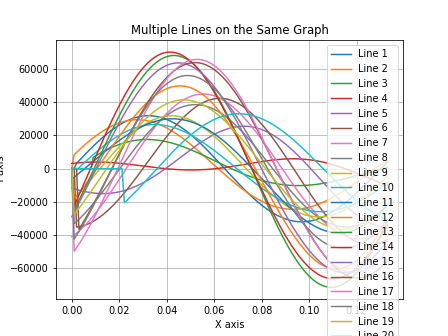 Multiple Lines on the Same Graph
60000
40000
20000
0
−20000
−40000
−60000
0.00
0.02
0.04
0.06
0.08
0.10
X axis
axis
Line 1
Line 2
Line 3
Line 4
Line 5
Line 6
Line 7
Line 8
Line 9
Line 10
Line 11
Line 12
Line 13
Line 14
Line 15
Line 16
Line 17
Line 18
Line 19
Line 20